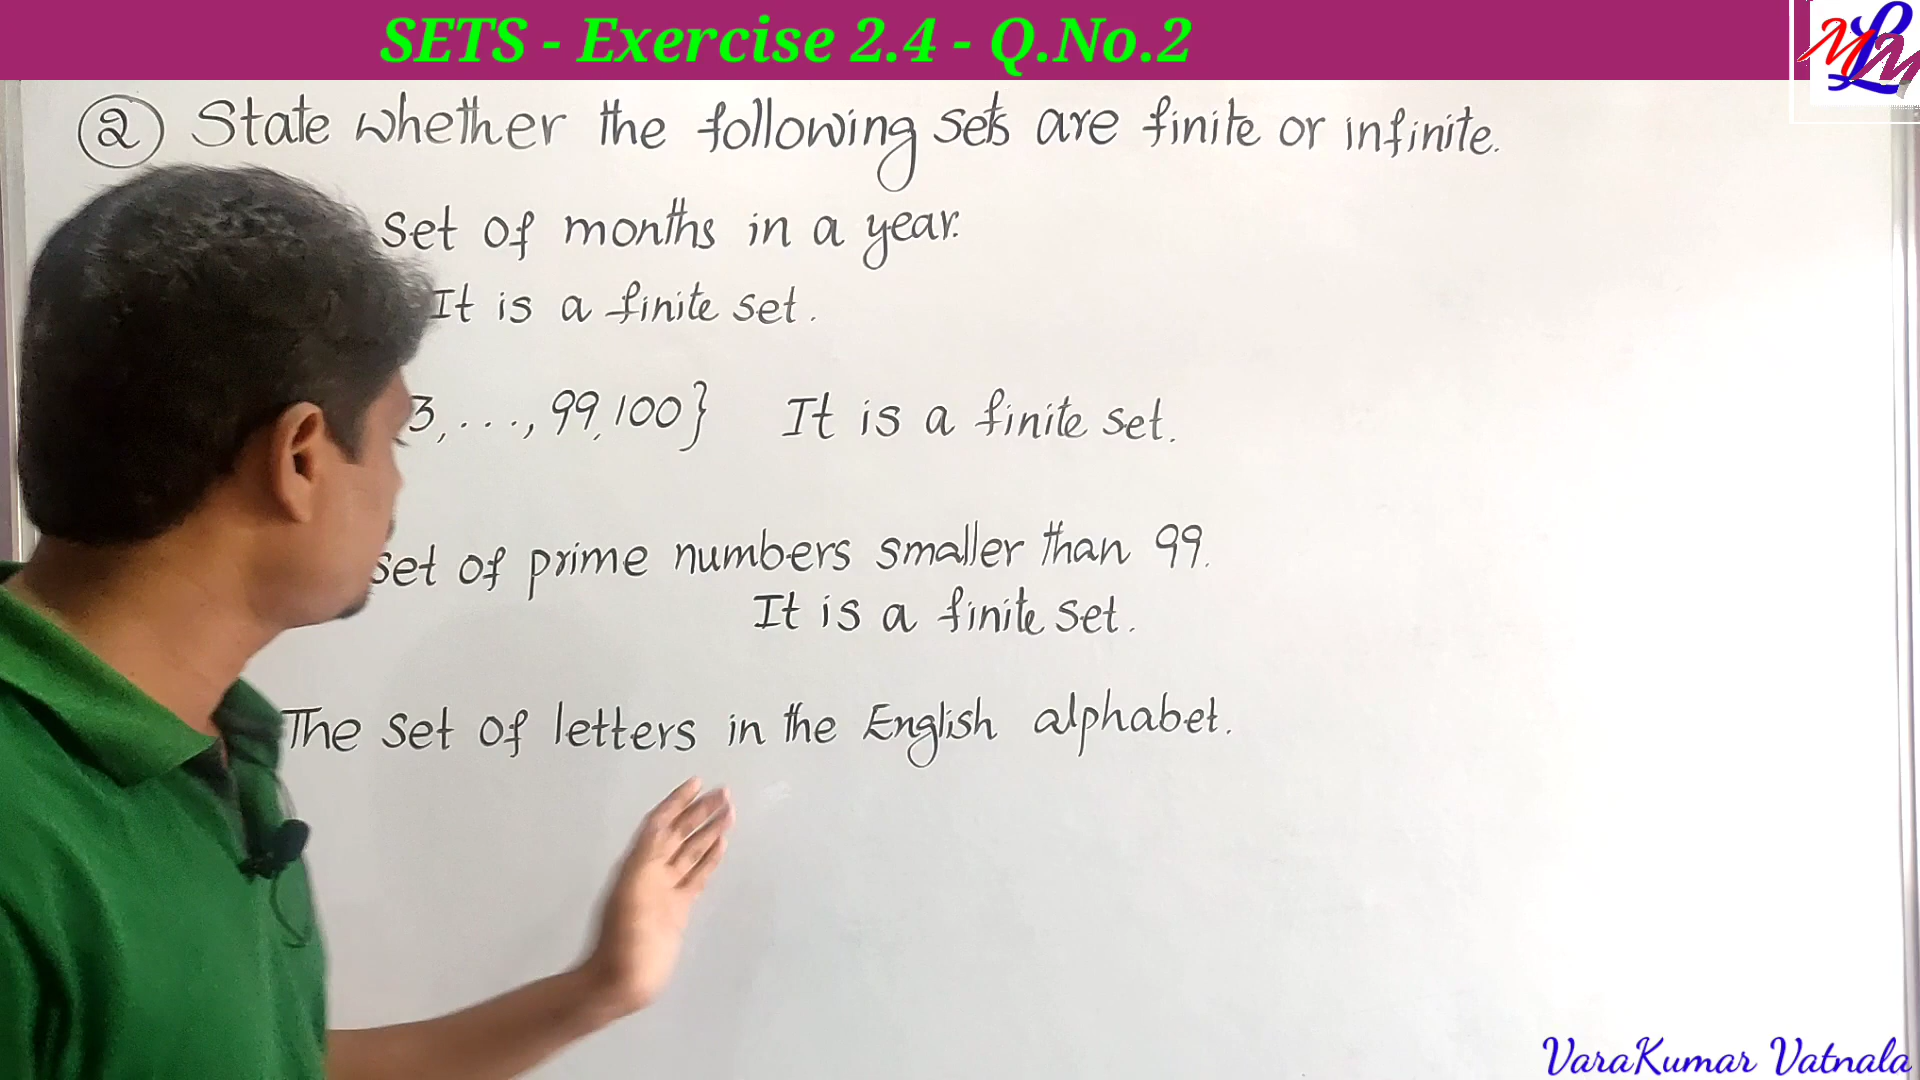 SETS - Exercise 2.4 - Q.No.2
MLM
② State whether the following sets are finite or infinite.
set of months in a year.
It is a finite set.
3, ..., 99, 100} It is a finite set.
set of prime numbers smaller than 99.
It is a finite set.
The set of letters in the English alphabet.
VaraKumar Vatnala